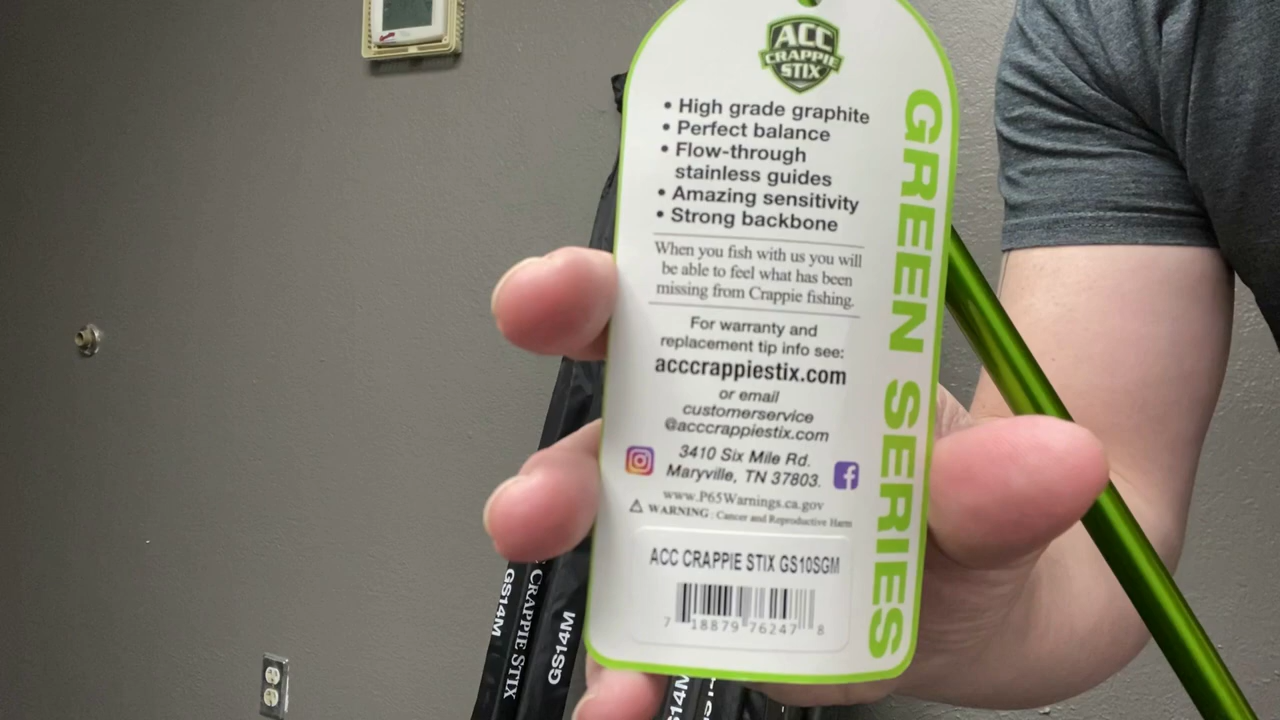 ACC
CRAPPIE
STIX
• High grade graphite
• Perfect balance
• Flow-through
stainless guides
• Amazing sensitivity
• Strong backbone
When you fish with us you will
be able to feel what has been
missing from Crappie fishing.
For warranty and
replacement tip info see:
acccrappiestix.com
or email
customerservice
@acccrappiestix.com
3410 Six Mile Rd.
Maryville, TN 37803.
www.P65Warnings.ca.gov
⚠ WARNING: Cancer and Reproductive Harm
ACC CRAPPIE STIX GS10SGM
7 18879 76247 8
GREEN SERIES
GS14M
CRAPPIE STIX
GS14M